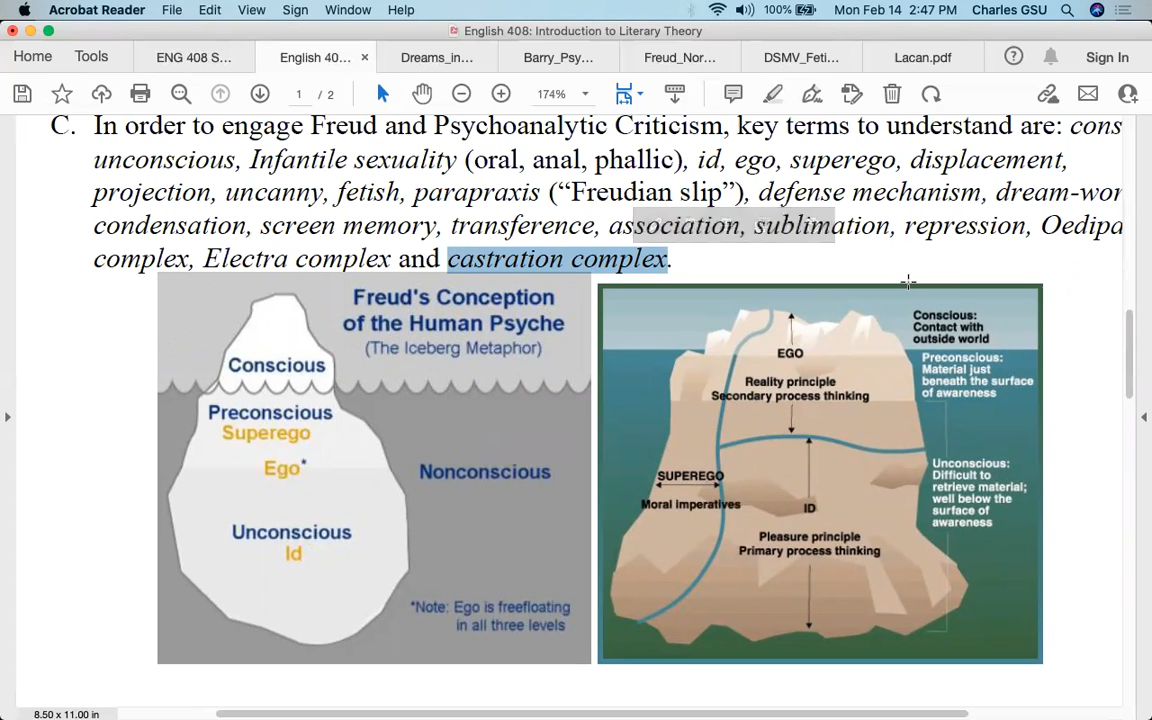 Acrobat Reader File Edit View Sign Window Help 100% Mon Feb 14 2:47 PM Charles GSU
English 408: Introduction to Literary Theory
Home Tools ENG 408 S... English 40... × Dreams_in... Barry_Psy... Freud_Nor... DSMV_Feti... Lacan.pdf Sign In
1 / 2 174%
C. In order to engage Freud and Psychoanalytic Criticism, key terms to understand are: cons
unconscious, Infantile sexuality (oral, anal, phallic), id, ego, superego, displacement,
projection, uncanny, fetish, parapraxis (“Freudian slip”), defense mechanism, dream-wor
condensation, screen memory, transference, association, sublimation, repression, Oedipa
complex, Electra complex and castration complex.
Freud's Conception
of the Human Psyche
(The Iceberg Metaphor)
Conscious
Preconscious
Superego
Ego*
Nonconscious
Unconscious
Id
*Note: Ego is freefloating
in all three levels
Conscious:
Contact with
outside world
Preconscious:
Material just
beneath the surface
of awareness
EGO
Reality principle
Secondary process thinking
Unconscious:
Difficult to
retrieve material;
well below the
surface of
awareness
SUPEREGO
Moral imperatives
ID
Pleasure principle
Primary process thinking
8.50 x 11.00 in